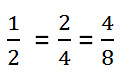 1/2 = 2/4 = 4/8